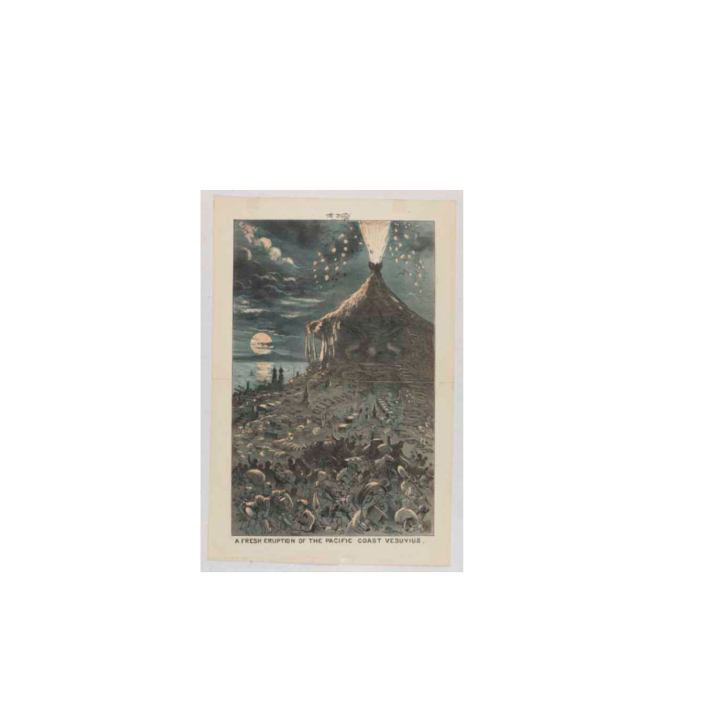 A FRESH ERUPTION OF THE PACIFIC COAST VESUVIUS.